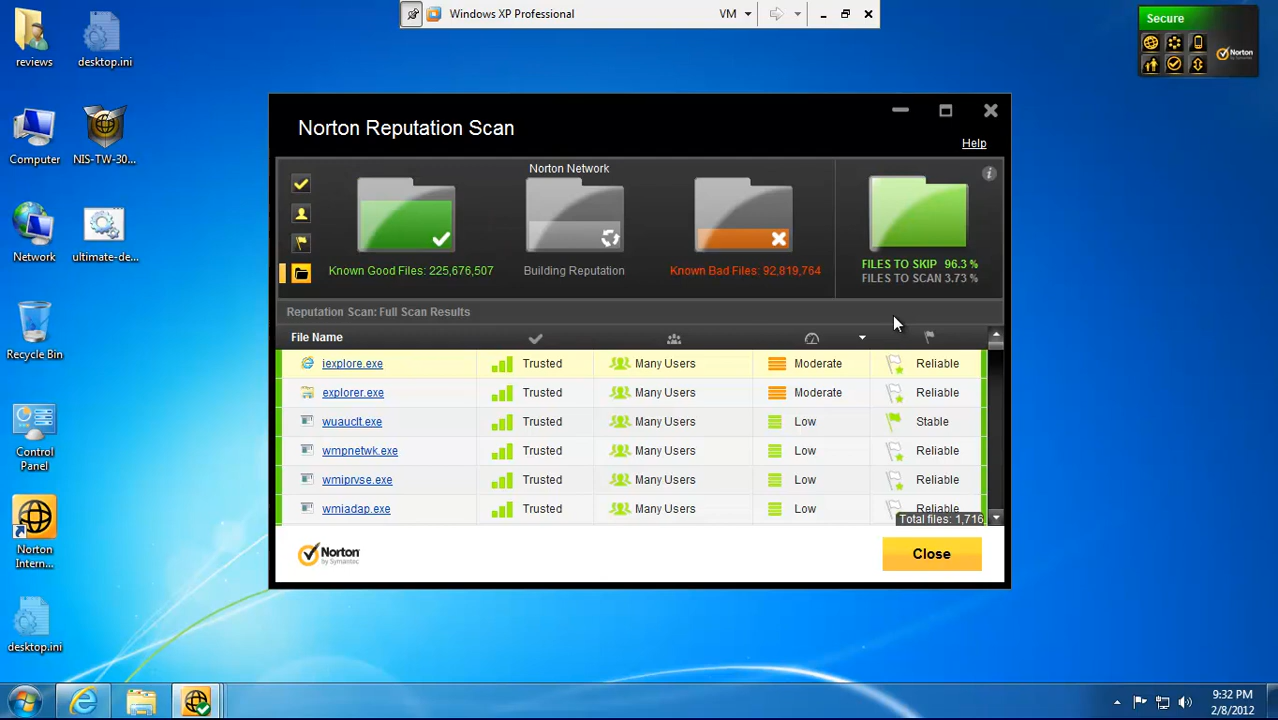 Windows XP Professional
VM
Secure
Norton
by Symantec
reviews
desktop.ini
Computer
NIS-TW-30...
Network
ultimate-de...
Recycle Bin
Control
Panel
Norton
Intern...
desktop.ini
Norton Reputation Scan
Help
Norton Network
Known Good Files: 225,676,507
Building Reputation
Known Bad Files: 92,819,764
FILES TO SKIP 96.3 %
FILES TO SCAN 3.73 %
Reputation Scan: Full Scan Results
File Name
iexplore.exe Trusted Many Users Moderate Reliable
explorer.exe Trusted Many Users Moderate Reliable
wuauclt.exe Trusted Many Users Low Stable
wmpnetwk.exe Trusted Many Users Low Reliable
wmiprvse.exe Trusted Many Users Low Reliable
wmiadap.exe Trusted Many Users Low Reliable
Total files: 1,716
Norton
by Symantec
Close
9:32 PM
2/8/2012